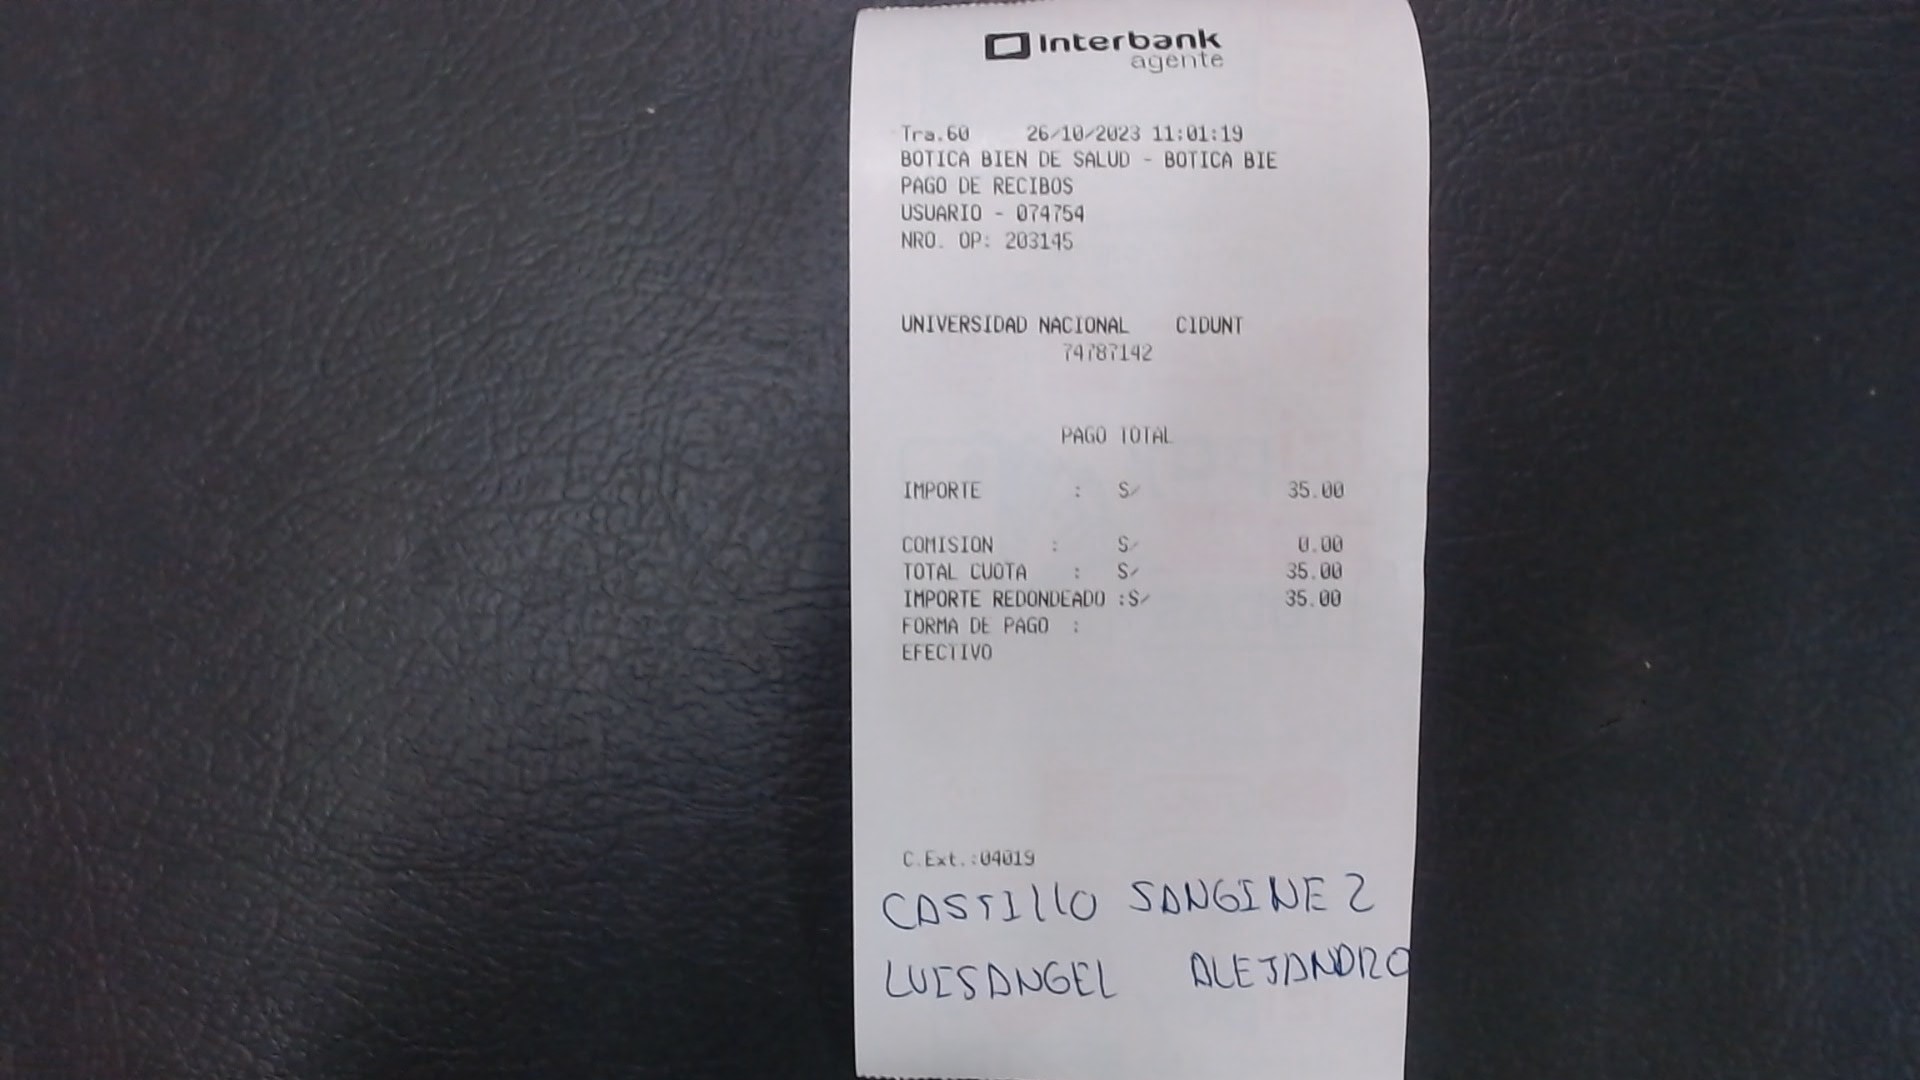 Interbank
agente
Tra.60 26/10/2023 11:01:19
BOTICA BIEN DE SALUD - BOTICA BIE
PAGO DE RECIBOS
USUARIO - 074754
NRO. OP: 203145
UNIVERSIDAD NACIONAL CIDUNT
74787142
PAGO TOTAL
IMPORTE : S/ 35.00
COMISION : S/ 0.00
TOTAL CUOTA : S/ 35.00
IMPORTE REDONDEADO :S/ 35.00
FORMA DE PAGO :
EFECTIVO
C.Ext.:04019
CASTILLO SANGINEZ
LUISANGEL ALEJANDRO